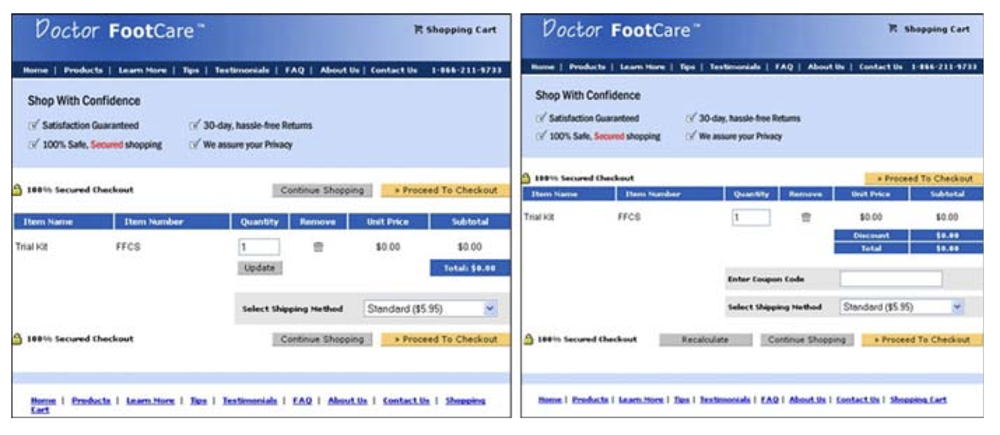 Doctor FootCare™
Shopping Cart
Home | Products | Learn More | Tips | Testimonials | FAQ | About Us | Contact Us 1-866-211-9733
Shop With Confidence
Satisfaction Guaranteed 30-day, hassle-free Returns
100% Safe, Secured shopping We assure your Privacy
100% Secured Checkout Continue Shopping » Proceed To Checkout
Item Name Item Number Quantity Remove Unit Price Subtotal
Trial Kit FFCS 1 $0.00 $0.00
Update Total: $0.00
Select Shipping Method Standard ($5.95)
100% Secured Checkout Continue Shopping » Proceed To Checkout
Home | Products | Learn More | Tips | Testimonials | FAQ | About Us | Contact Us | Shopping
Cart
Doctor FootCare™
Shopping Cart
Home | Products | Learn More | Tips | Testimonials | FAQ | About Us | Contact Us 1-866-211-9733
Shop With Confidence
Satisfaction Guaranteed 30-day, hassle-free Returns
100% Safe, Secured shopping We assure your Privacy
100% Secured Checkout » Proceed To Checkout
Item Name Item Number Quantity Remove Unit Price Subtotal
Trial Kit FFCS 1 $0.00 $0.00
Discount $0.00
Total $0.00
Enter Coupon Code
Select Shipping Method Standard ($5.95)
100% Secured Checkout Recalculate Continue Shopping » Proceed To Checkout
Home | Products | Learn More | Tips | Testimonials | FAQ | About Us | Contact Us | Shopping Cart